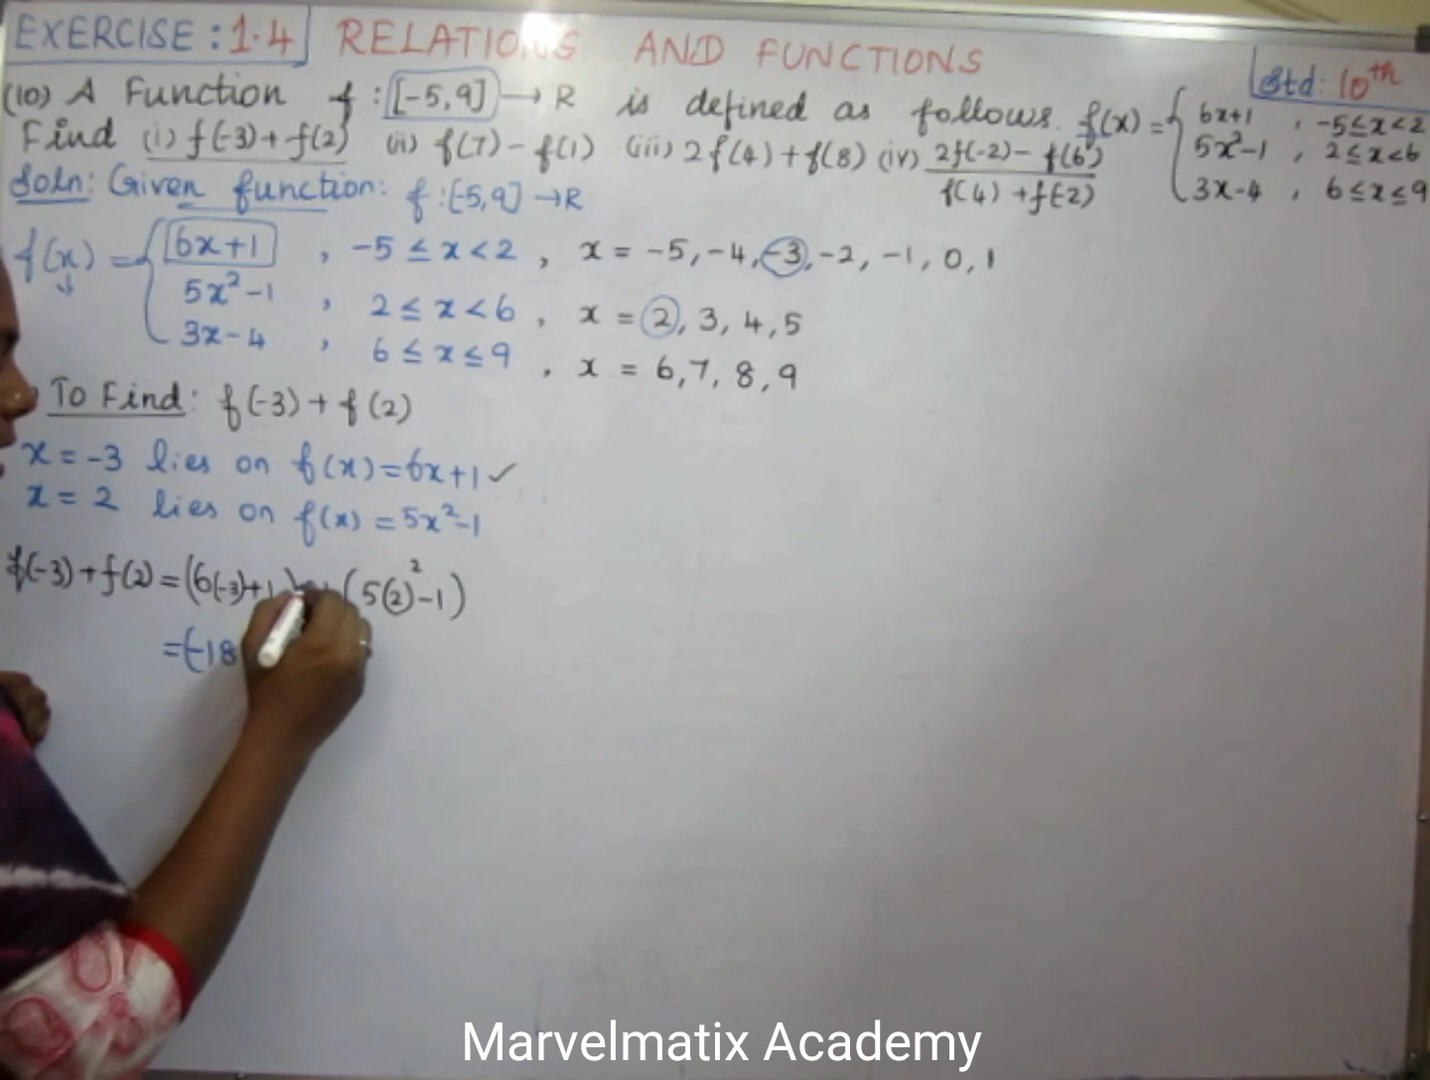 EXERCISE : 1.4 RELATIONS AND FUNCTIONS
Std: 10th
(10) A Function f : [-5,9] → R is defined as follows. f(x) = { 6x+1 , -5≤x<2
5x²-1 , 2≤x<6
3x-4 , 6≤x≤9
Find (i) f(-3)+f(2) (ii) f(7)-f(1) (iii) 2f(4)+f(8) (iv) 2f(-2)-f(6) / f(4)+f(-2)
Soln: Given function: f:[-5,9] → R
f(x) = { 6x+1 , -5 ≤ x < 2 , x = -5, -4, -3, -2, -1, 0, 1
5x²-1 , 2 ≤ x < 6 , x = 2, 3, 4, 5
3x-4 , 6 ≤ x ≤ 9 , x = 6, 7, 8, 9
To Find: f(-3) + f(2)
x = -3 lies on f(x)=6x+1 ✓
x = 2 lies on f(x) = 5x²-1
f(-3)+f(2) = (6(-3)+1) + (5(2)²-1)
=(-18
Marvelmatix Academy